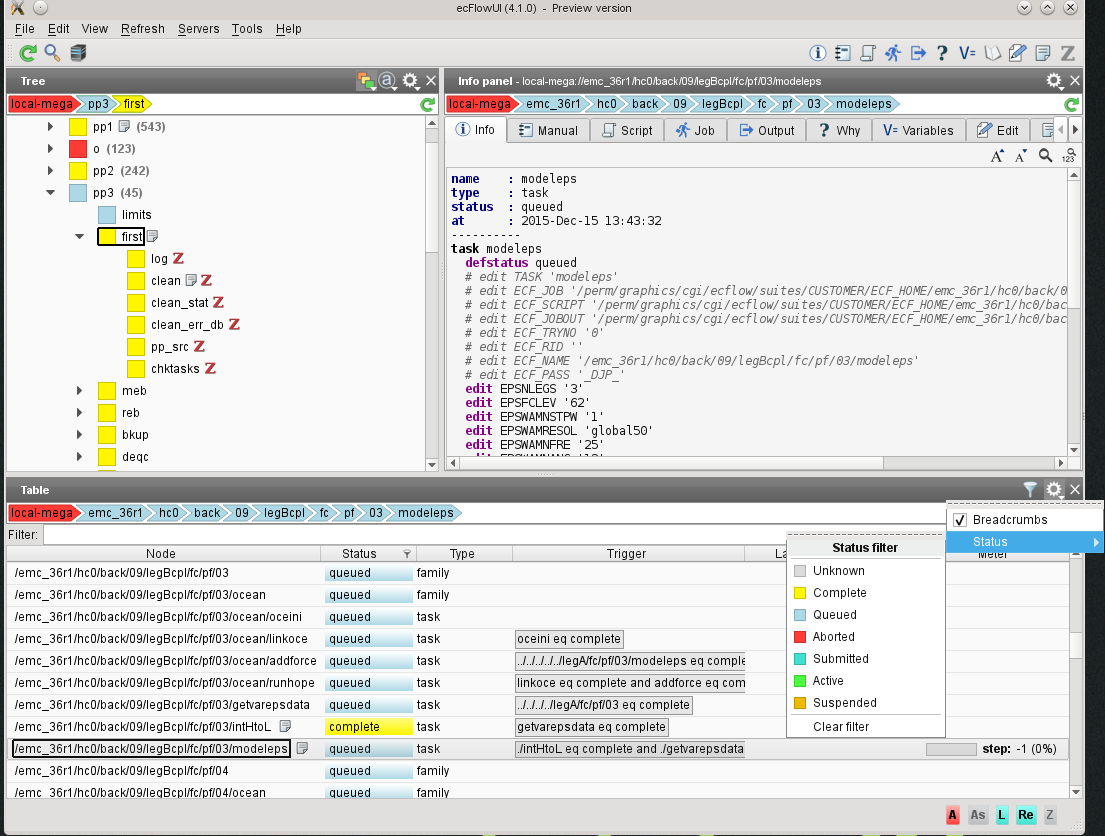 ecFlowUI (4.1.0) - Preview version
File Edit View Refresh Servers Tools Help
V=
Z
Tree
local-mega pp3 first
pp1 (543)
o (123)
pp2 (242)
pp3 (45)
limits
first
log Z
clean Z
clean_stat Z
clean_err_db Z
pp_src Z
chktasks Z
meb
reb
bkup
deqc
Info panel - local-mega://emc_36r1/hc0/back/09/legBcpl/fc/pf/03/modeleps
local-mega emc_36r1 hc0 back 09 legBcpl fc pf 03 modeleps
Info Manual Script Job Output ? Why V= Variables Edit
A A 123
name : modeleps
type : task
status : queued
at : 2015-Dec-15 13:43:32
----------
task modeleps
defstatus queued
# edit TASK 'modeleps'
# edit ECF_JOB '/perm/graphics/cgi/ecflow/suites/CUSTOMER/ECF_HOME/emc_36r1/hc0/back/0
# edit ECF_SCRIPT '/perm/graphics/cgi/ecflow/suites/CUSTOMER/ECF_HOME/emc_36r1/hc0/bac
# edit ECF_JOBOUT '/perm/graphics/cgi/ecflow/suites/CUSTOMER/ECF_HOME/emc_36r1/hc0/bac
# edit ECF_TRYNO '0'
# edit ECF_RID ''
# edit ECF_NAME '/emc_36r1/hc0/back/09/legBcpl/fc/pf/03/modeleps'
# edit ECF_PASS '_DJP_'
edit EPSNLEGS '3'
edit EPSFCLEV '62'
edit EPSWAMNSTPW '1'
edit EPSWAMRESOL 'global50'
edit EPSWAMNFRE '25'
Table
local-mega emc_36r1 hc0 back 09 legBcpl fc pf 03 modeleps
Breadcrumbs
Status
Filter:
Node Status Type Trigger La Meter
/emc_36r1/hc0/back/09/legBcpl/fc/pf/03 queued family
/emc_36r1/hc0/back/09/legBcpl/fc/pf/03/ocean queued family
/emc_36r1/hc0/back/09/legBcpl/fc/pf/03/ocean/oceini queued task
/emc_36r1/hc0/back/09/legBcpl/fc/pf/03/ocean/linkoce queued task oceini eq complete
/emc_36r1/hc0/back/09/legBcpl/fc/pf/03/ocean/addforce queued task ../../../../../legA/fc/pf/03/modeleps eq comple
/emc_36r1/hc0/back/09/legBcpl/fc/pf/03/ocean/runhope queued task linkoce eq complete and addforce eq com
/emc_36r1/hc0/back/09/legBcpl/fc/pf/03/getvarepsdata queued task ../../../../legA/fc/pf/03 eq complete
/emc_36r1/hc0/back/09/legBcpl/fc/pf/03/intHtoL complete task getvarepsdata eq complete
/emc_36r1/hc0/back/09/legBcpl/fc/pf/03/modeleps queued task ./intHtoL eq complete and ./getvarepsdata step: -1 (0%)
/emc_36r1/hc0/back/09/legBcpl/fc/pf/04 queued family
/emc_36r1/hc0/back/09/legBcpl/fc/pf/04/ocean queued family
Status filter
Unknown
Complete
Queued
Aborted
Submitted
Active
Suspended
Clear filter
A As L Re Z